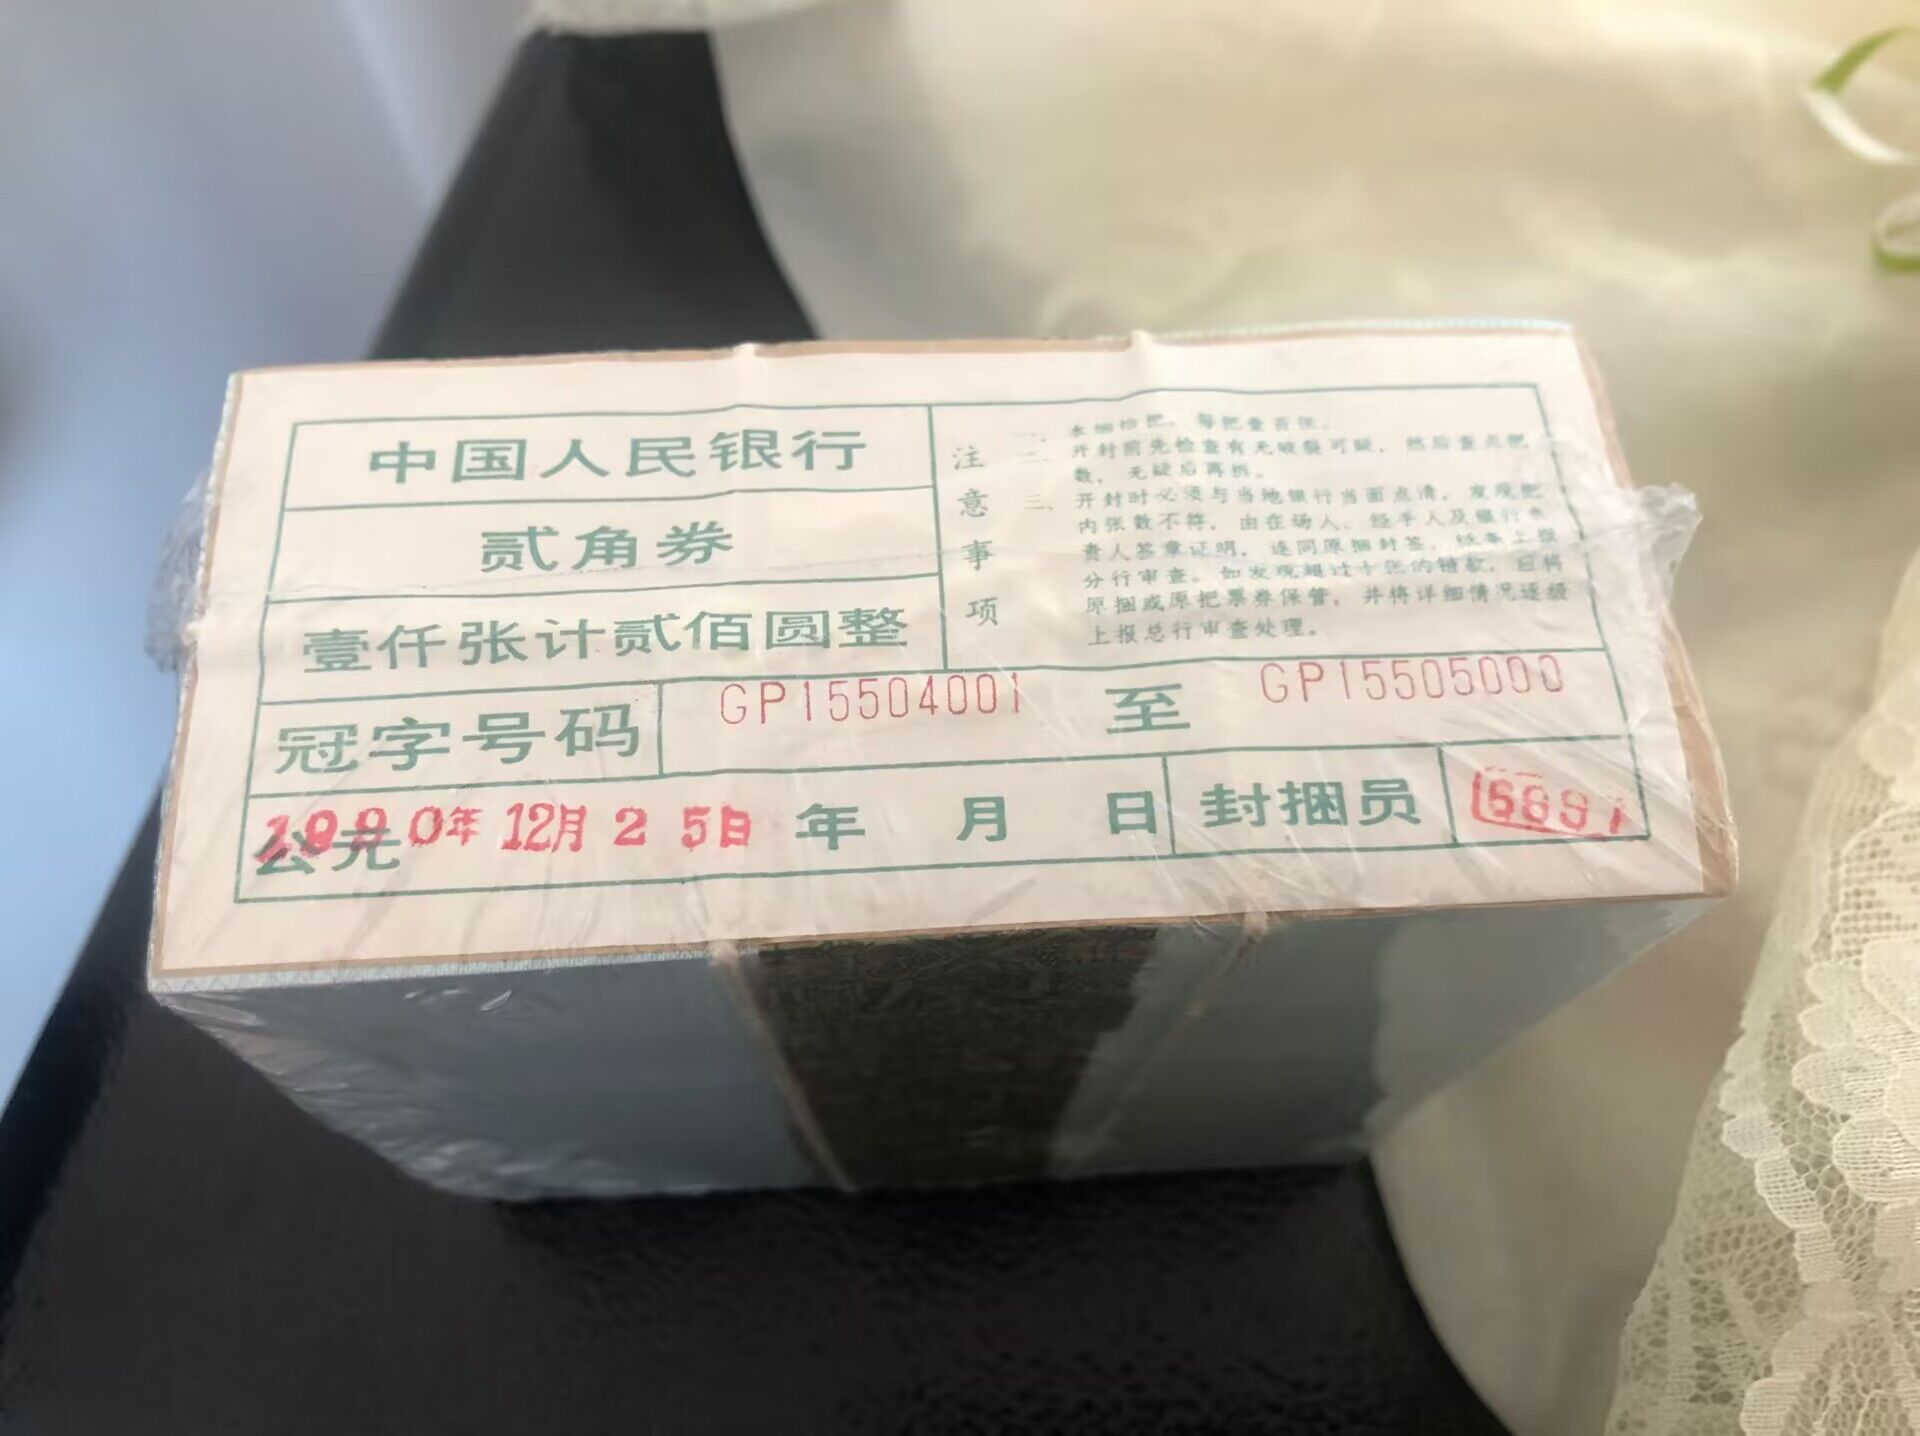 中国人民银行
贰角券
壹仟张计贰佰圆整
注意事项
一、本捆拾把,每把壹百张。
二、开封前先检查有无破裂可疑,然后查点把
数,无疑后再拆。
三、开封时必须与当地银行当面点清,发现把
内张数不符,由在场人、经手人及银行负
责人签章证明,连同原捆封签,纸条上报
分行审查。如发现超过十张的错款,应将
原捆或原把票券保管,并将详细情况逐级
上报总行审查处理。
冠字号码 GP15504001 至 GP15505000
公元 1990年12月25日 年 月 日 封捆员